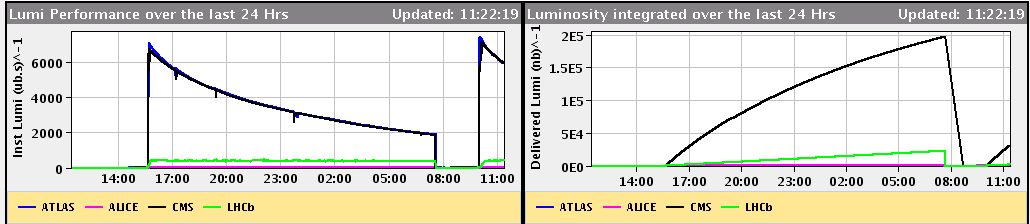 Lumi Performance over the last 24 Hrs Updated: 11:22:19
Inst Lumi (ub.s)^-1
6000
4000
2000
0
14:00 17:00 20:00 23:00 02:00 05:00 08:00 11:00
ATLAS ALICE CMS LHCb
Luminosity integrated over the last 24 Hrs Updated: 11:22:19
Delivered Lumi (nb)^-1
2E5
1.5E5
1E5
5E4
0E0
14:00 17:00 20:00 23:00 02:00 05:00 08:00 11:00
ATLAS ALICE CMS LHCb